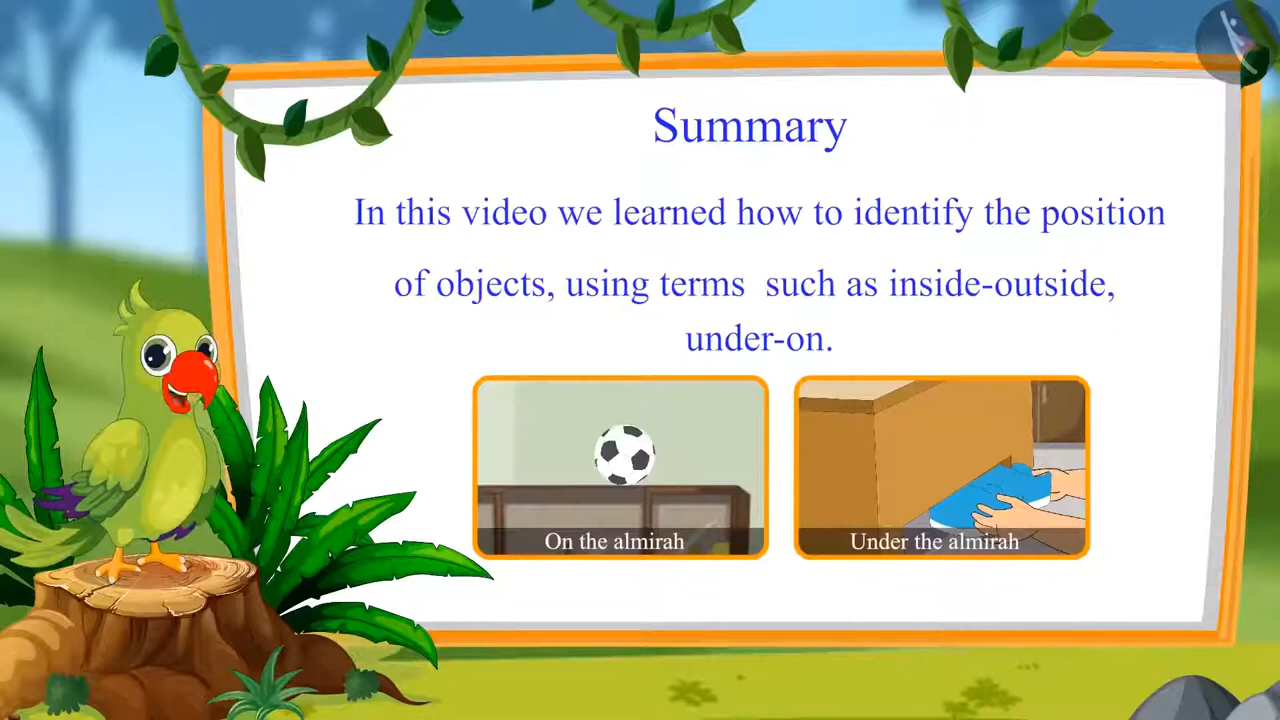 Summary
In this video we learned how to identify the position
of objects, using terms such as inside-outside,
under-on.
On the almirah
Under the almirah